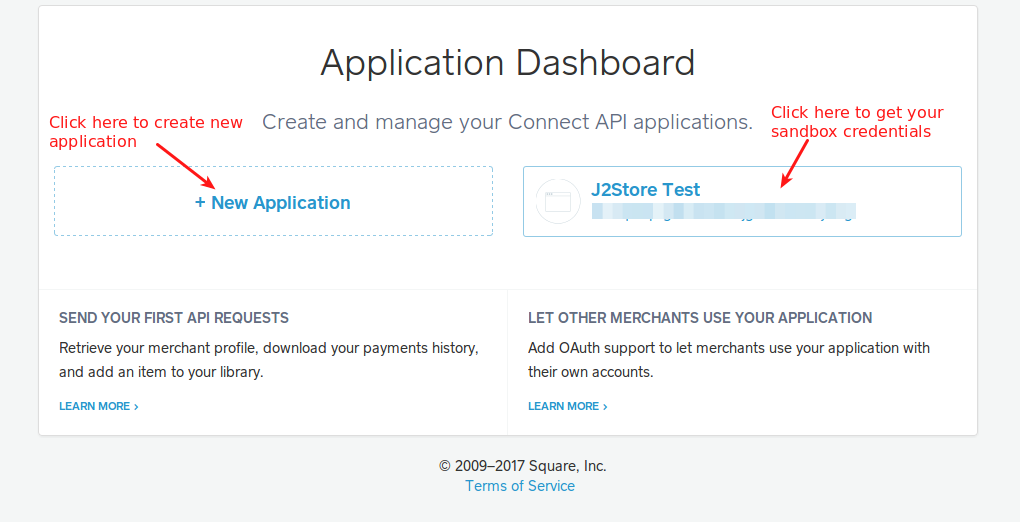 Application Dashboard
Click here to create new
application
Create and manage your Connect API applications.
Click here to get your
sandbox credentials
+ New Application
J2Store Test
SEND YOUR FIRST API REQUESTS
Retrieve your merchant profile, download your payments history,
and add an item to your library.
LEARN MORE ›
LET OTHER MERCHANTS USE YOUR APPLICATION
Add OAuth support to let merchants use your application with
their own accounts.
LEARN MORE ›
© 2009–2017 Square, Inc.
Terms of Service